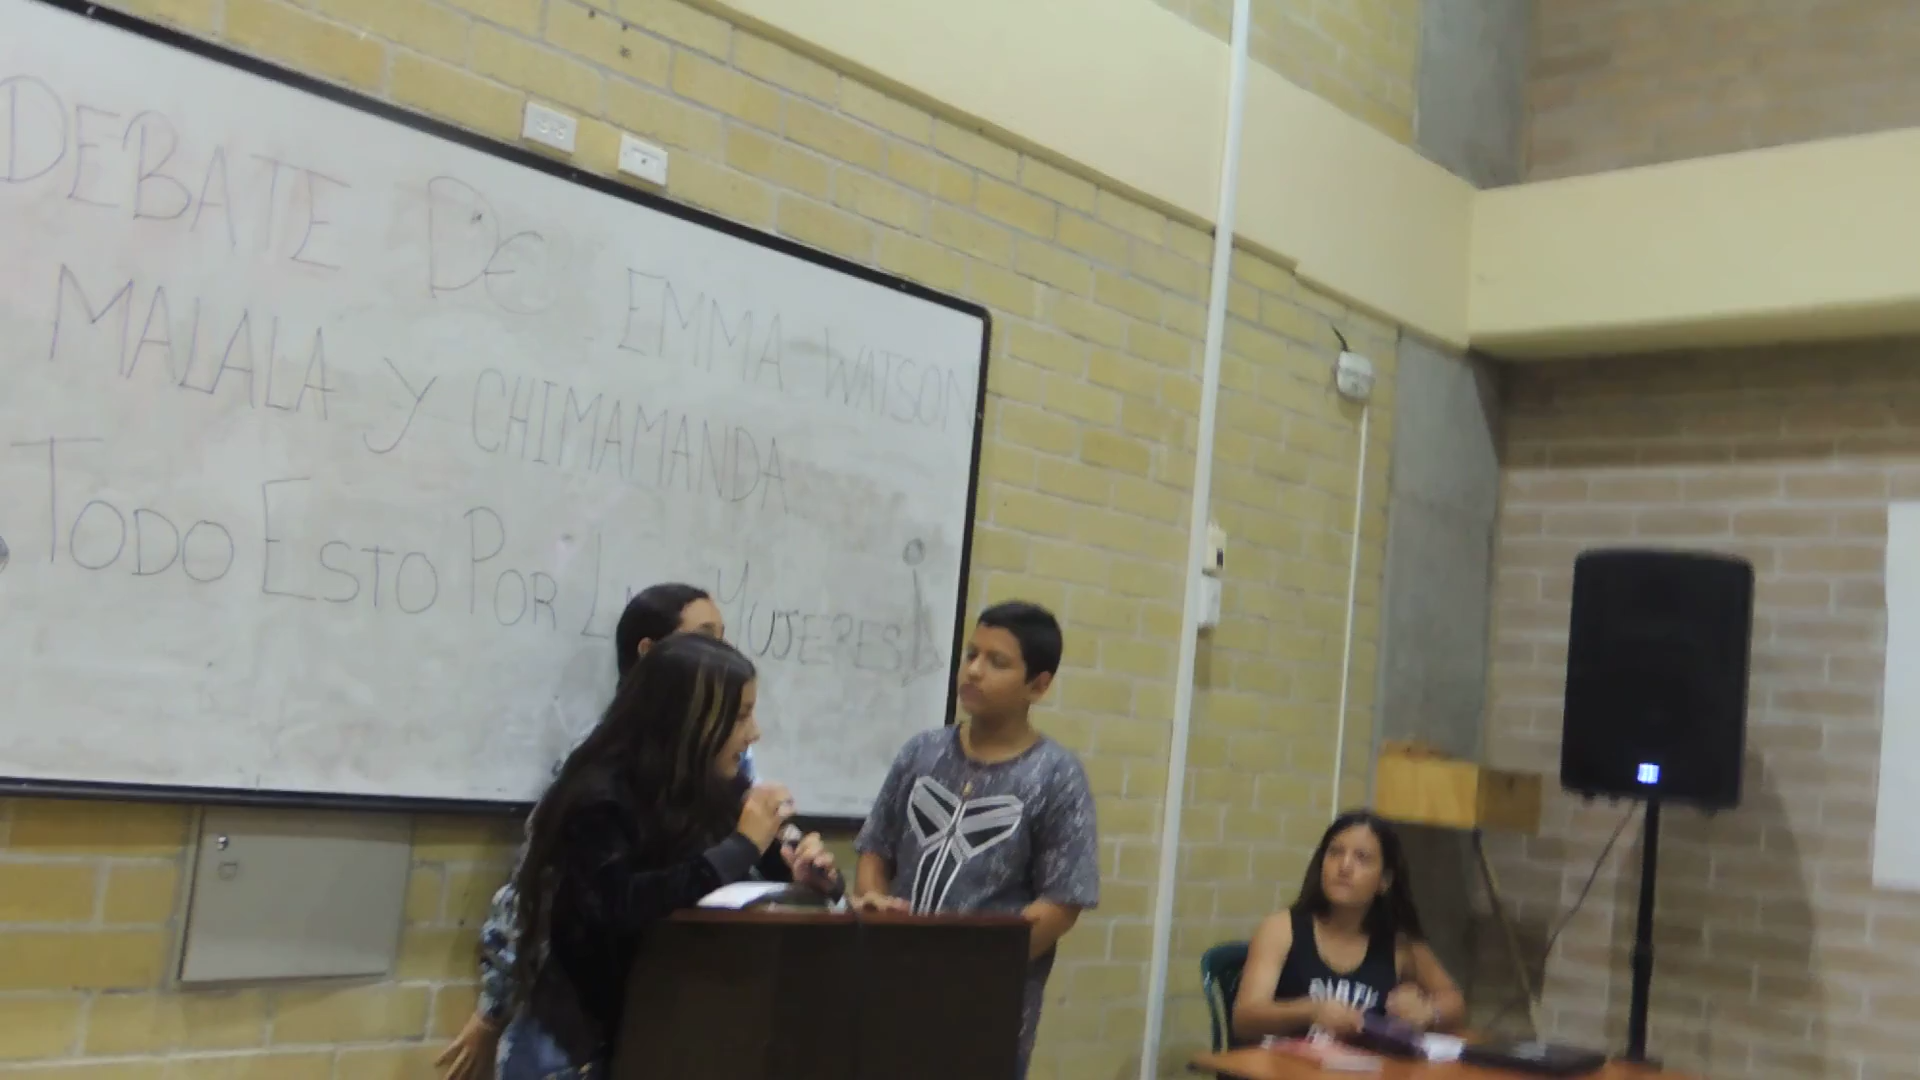 DEBATE DE EMMA WATSON
MALALA Y CHIMAMANDA
TODO ESTO POR MUJERES